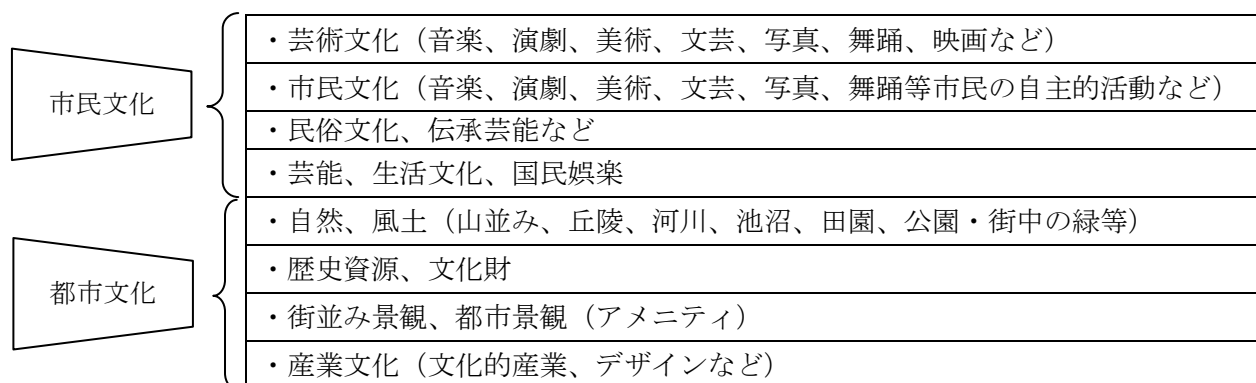 市民文化
・芸術文化（音楽、演劇、美術、文芸、写真、舞踊、映画など）
・市民文化（音楽、演劇、美術、文芸、写真、舞踊等市民の自主的活動など）
・民俗文化、伝承芸能など
・芸能、生活文化、国民娯楽
都市文化
・自然、風土（山並み、丘陵、河川、池沼、田園、公園・街中の緑等）
・歴史資源、文化財
・街並み景観、都市景観（アメニティ）
・産業文化（文化的産業、デザインなど）